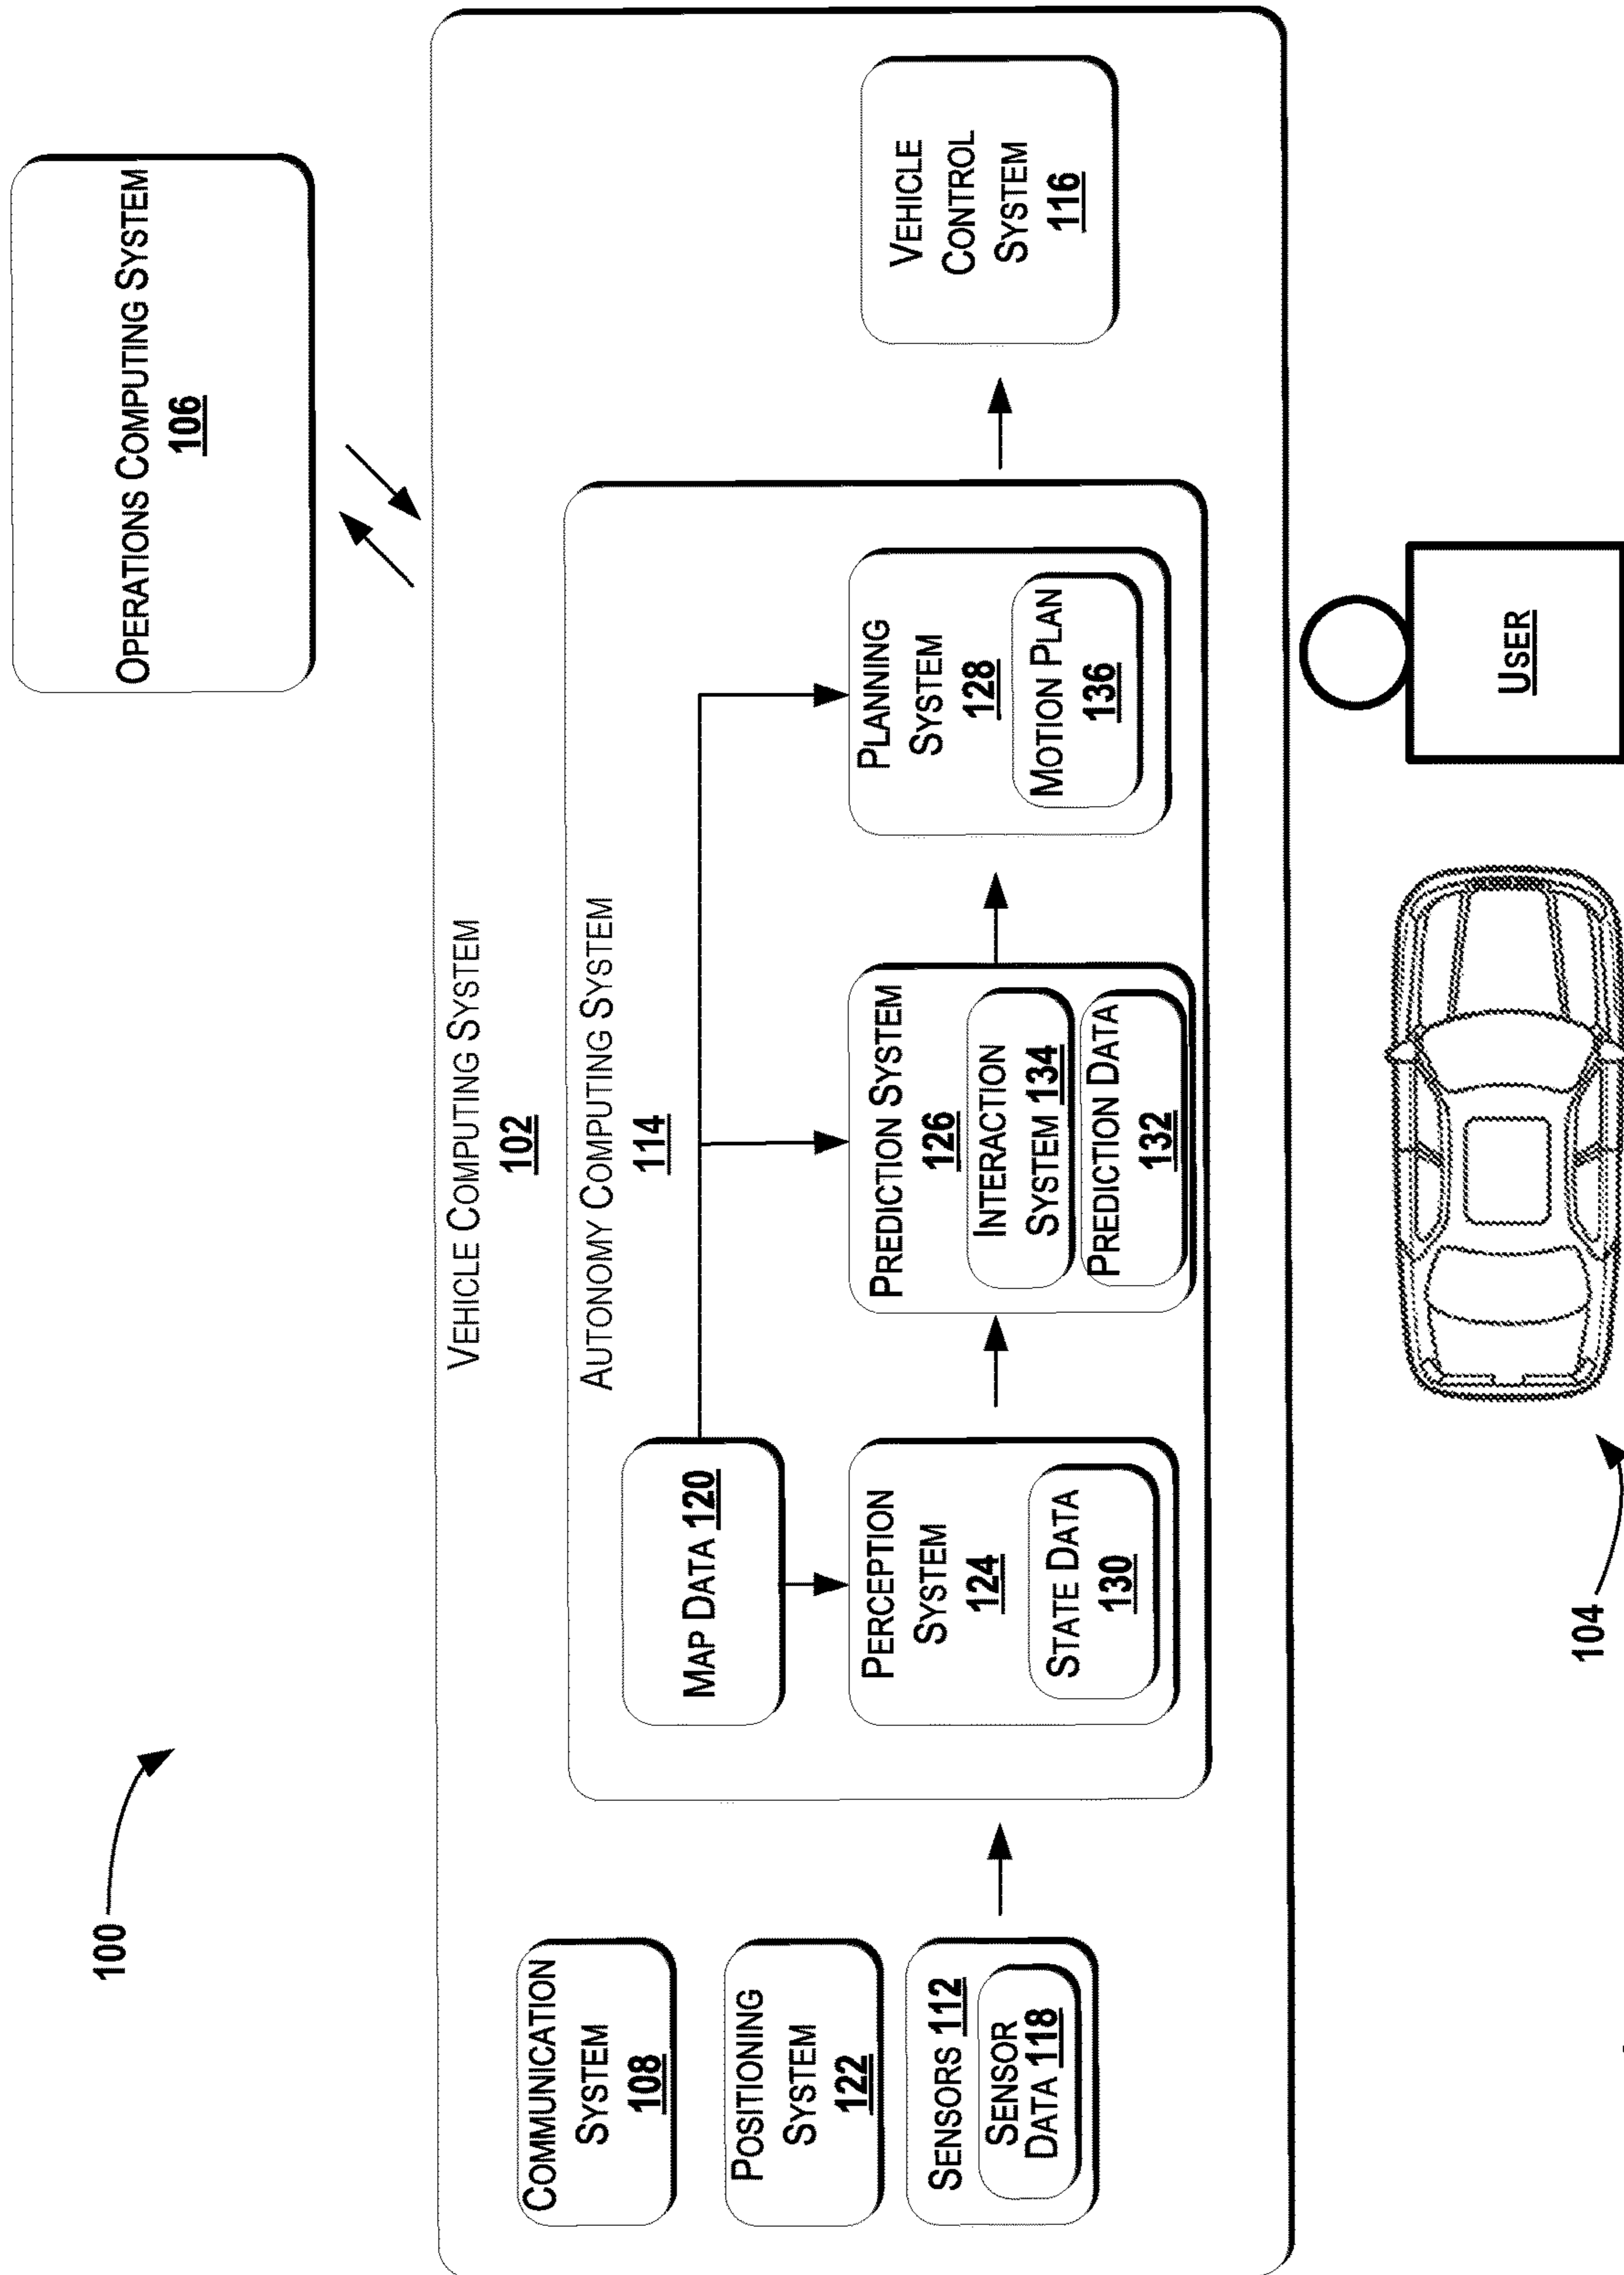 100
OPERATIONS COMPUTING SYSTEM
106
VEHICLE COMPUTING SYSTEM
102
COMMUNICATION
SYSTEM
108
POSITIONING
SYSTEM
122
SENSORS 112
SENSOR
DATA 118
AUTONOMY COMPUTING SYSTEM
114
MAP DATA 120
PERCEPTION
SYSTEM
124
STATE DATA
130
PREDICTION SYSTEM
126
INTERACTION
SYSTEM 134
PREDICTION DATA
132
PLANNING
SYSTEM
128
MOTION PLAN
136
VEHICLE
CONTROL
SYSTEM
116
104
USER